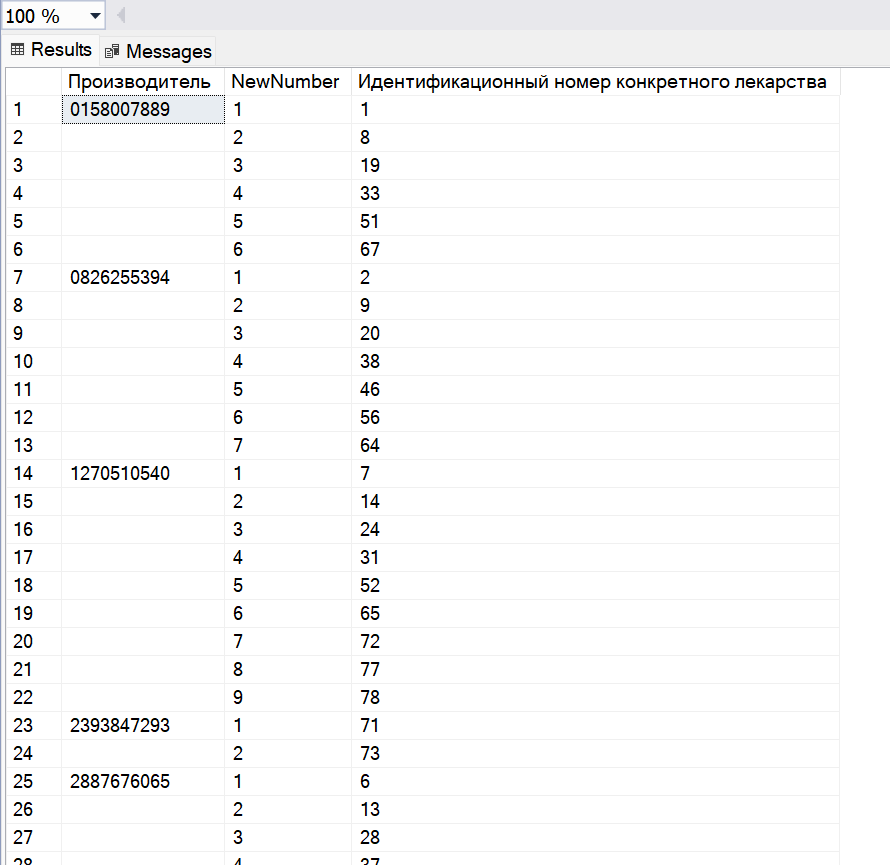 100 %
Results Messages
Производитель NewNumber Идентификационный номер конкретного лекарства
1 0158007889 1 1
2 2 8
3 3 19
4 4 33
5 5 51
6 6 67
7 0826255394 1 2
8 2 9
9 3 20
10 4 38
11 5 46
12 6 56
13 7 64
14 1270510540 1 7
15 2 14
16 3 24
17 4 31
18 5 52
19 6 65
20 7 72
21 8 77
22 9 78
23 2393847293 1 71
24 2 73
25 2887676065 1 6
26 2 13
27 3 28
28 4 37